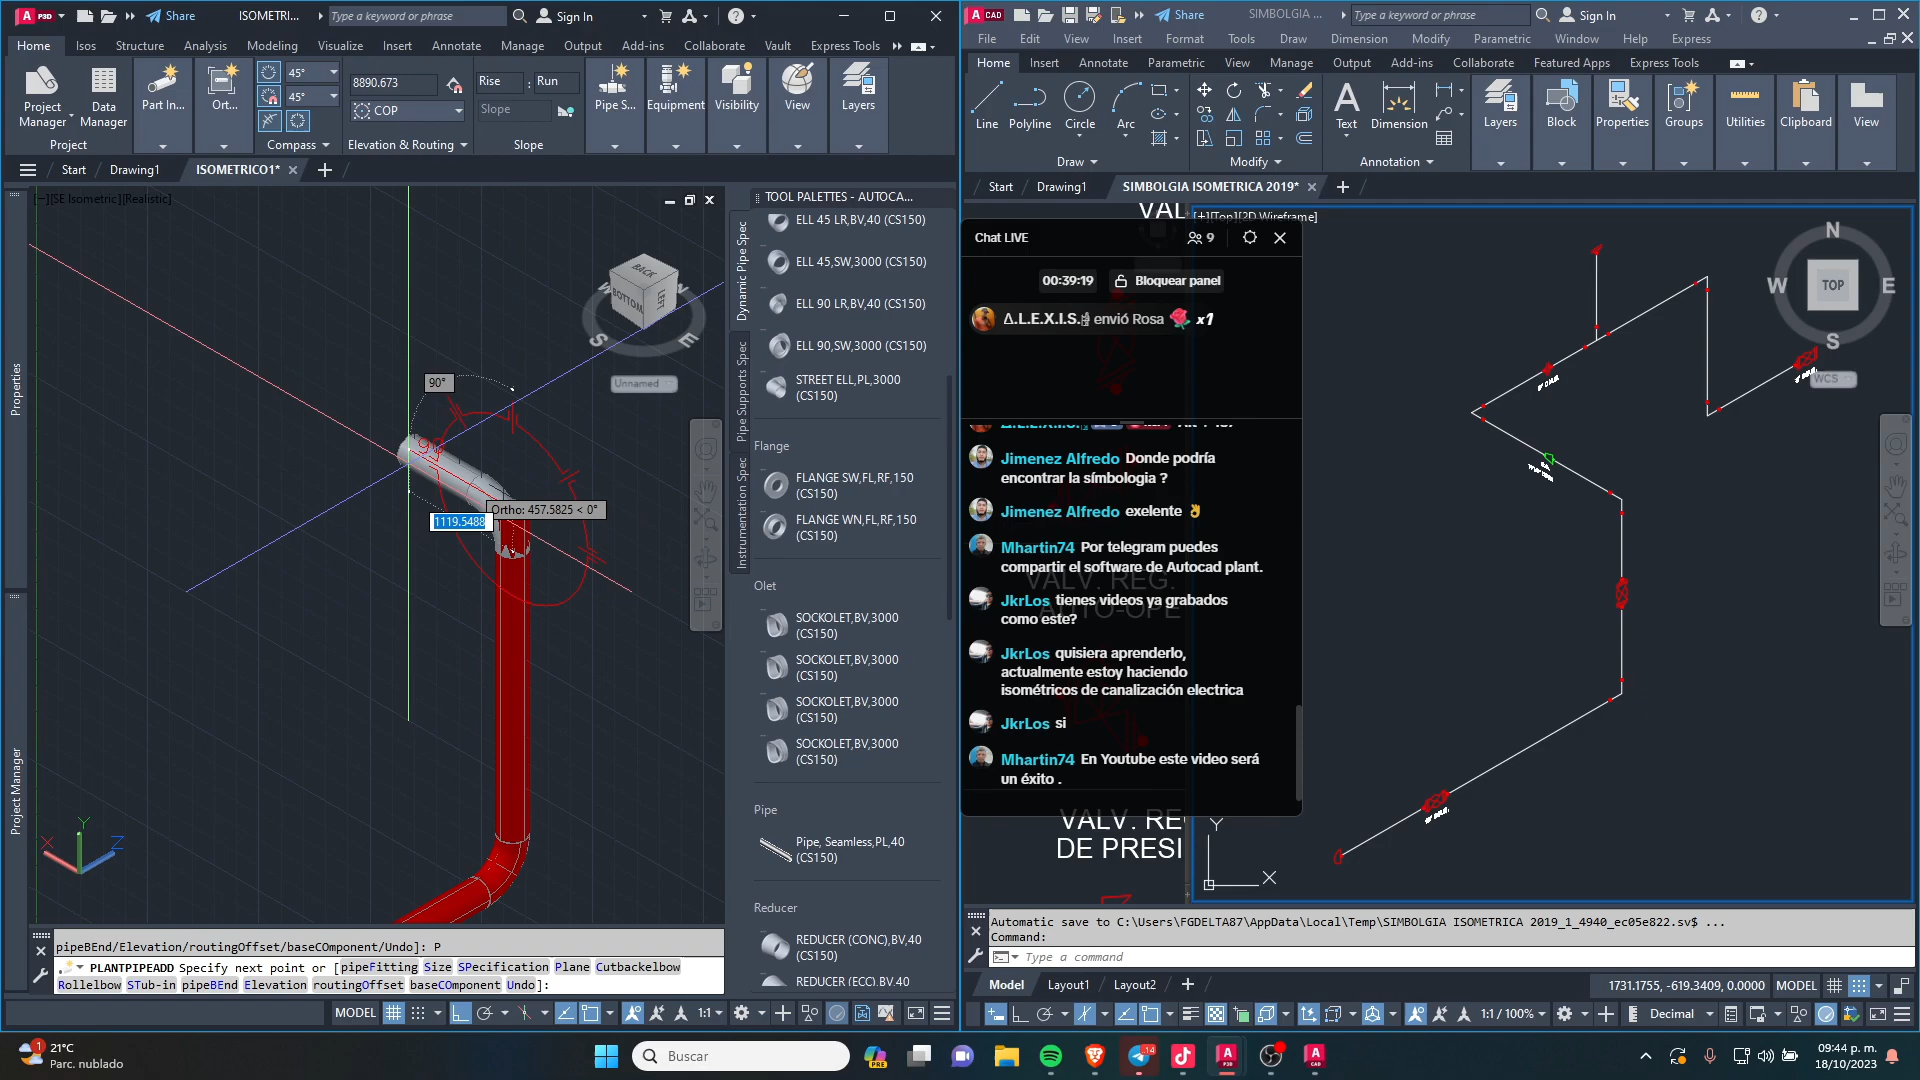 A P3D Share ISOMETRI... Type a keyword or phrase Sign In
Home Isos Structure Analysis Modeling Visualize Insert Annotate Manage Output Add-ins Collaborate Vault Express Tools
Project Manager
Data Manager
Part In...
Ort...
45°
45°
8890.673
COP
Rise : Run
Slope
Pipe S...
Equipment
Visibility
View
Layers
Project Compass Elevation & Routing Slope
Start Drawing1 ISOMETRICO1*
[−][SE Isometric][Realistic]
Properties
Project Manager
BACK
BOTTOM
LEFT
W
S
E
Unnamed
90°
Ortho: 457.5825 < 0°
1119.5488
X
Y
Z
TOOL PALETTES - AUTOCA...
Dynamic Pipe Spec
Pipe Supports Spec
Instrumentation Spec
ELL 45 LR,BV,40 (CS150)
ELL 45,SW,3000 (CS150)
ELL 90 LR,BV,40 (CS150)
ELL 90,SW,3000 (CS150)
STREET ELL,PL,3000
(CS150)
Flange
FLANGE SW,FL,RF,150
(CS150)
FLANGE WN,FL,RF,150
(CS150)
Olet
SOCKOLET,BV,3000
(CS150)
SOCKOLET,BV,3000
(CS150)
SOCKOLET,BV,3000
(CS150)
SOCKOLET,BV,3000
(CS150)
Pipe
Pipe, Seamless,PL,40
(CS150)
Reducer
REDUCER (CONC),BV,40
(CS150)
REDUCER (ECC),BV,40
pipeBEnd/Elevation/routingOffset/baseCOmponent/Undo]: P
PLANTPIPEADD Specify next point or [pipeFitting Size SPecification Plane Cutbackelbow
Rollelbow STub-in pipeBEnd Elevation routingOffset baseCOmponent Undo]:
MODEL 1:1
A CAD Share SIMBOLGIA ... Type a keyword or phrase Sign In
File Edit View Insert Format Tools Draw Dimension Modify Parametric Window Help Express
Home Insert Annotate Parametric View Manage Output Add-ins Collaborate Featured Apps Express Tools
Line Polyline Circle Arc
Text Dimension
Layers Block Properties Groups Utilities Clipboard View
Draw Modify Annotation
Start Drawing1 SIMBOLGIA ISOMETRICA 2019*
[+][Top][2D Wireframe]
VAL
Chat LIVE 9
00:39:19 Bloquear panel
Δ.L.E.X.I.S. envió Rosa x1
Jimenez Alfredo Donde podría
encontrar la símbologia ?
Jimenez Alfredo exelente 👌
Mhartin74 Por telegram puedes
compartir el software de Autocad plant.
JkrLos tienes videos ya grabados
como este?
JkrLos quisiera aprenderlo,
actualmente estoy haciendo
isométricos de canalización electrica
JkrLos si
Mhartin74 En Youtube este video será
un éxito .
VALV. REG.
AUTO-OPE
VALV. RE
DE PRESI
N
W
TOP
E
S
WCS
Y
X
Automatic save to C:\Users\FGDELTA87\AppData\Local\Temp\SIMBOLGIA ISOMETRICA 2019_1_4940_ec05e822.sv$ ...
Command:
Type a command
Model Layout1 Layout2
1731.1755, -619.3409, 0.0000 MODEL
1:1 / 100% Decimal
1
21°C
Parc. nublado
Buscar
PRE
14
09:44 p. m.
18/10/2023